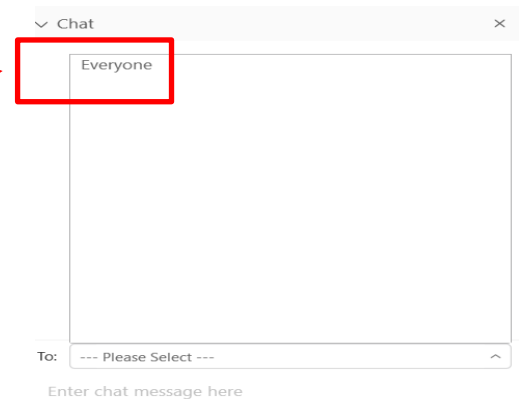 Chat
Everyone
To: --- Please Select ---
Enter chat message here